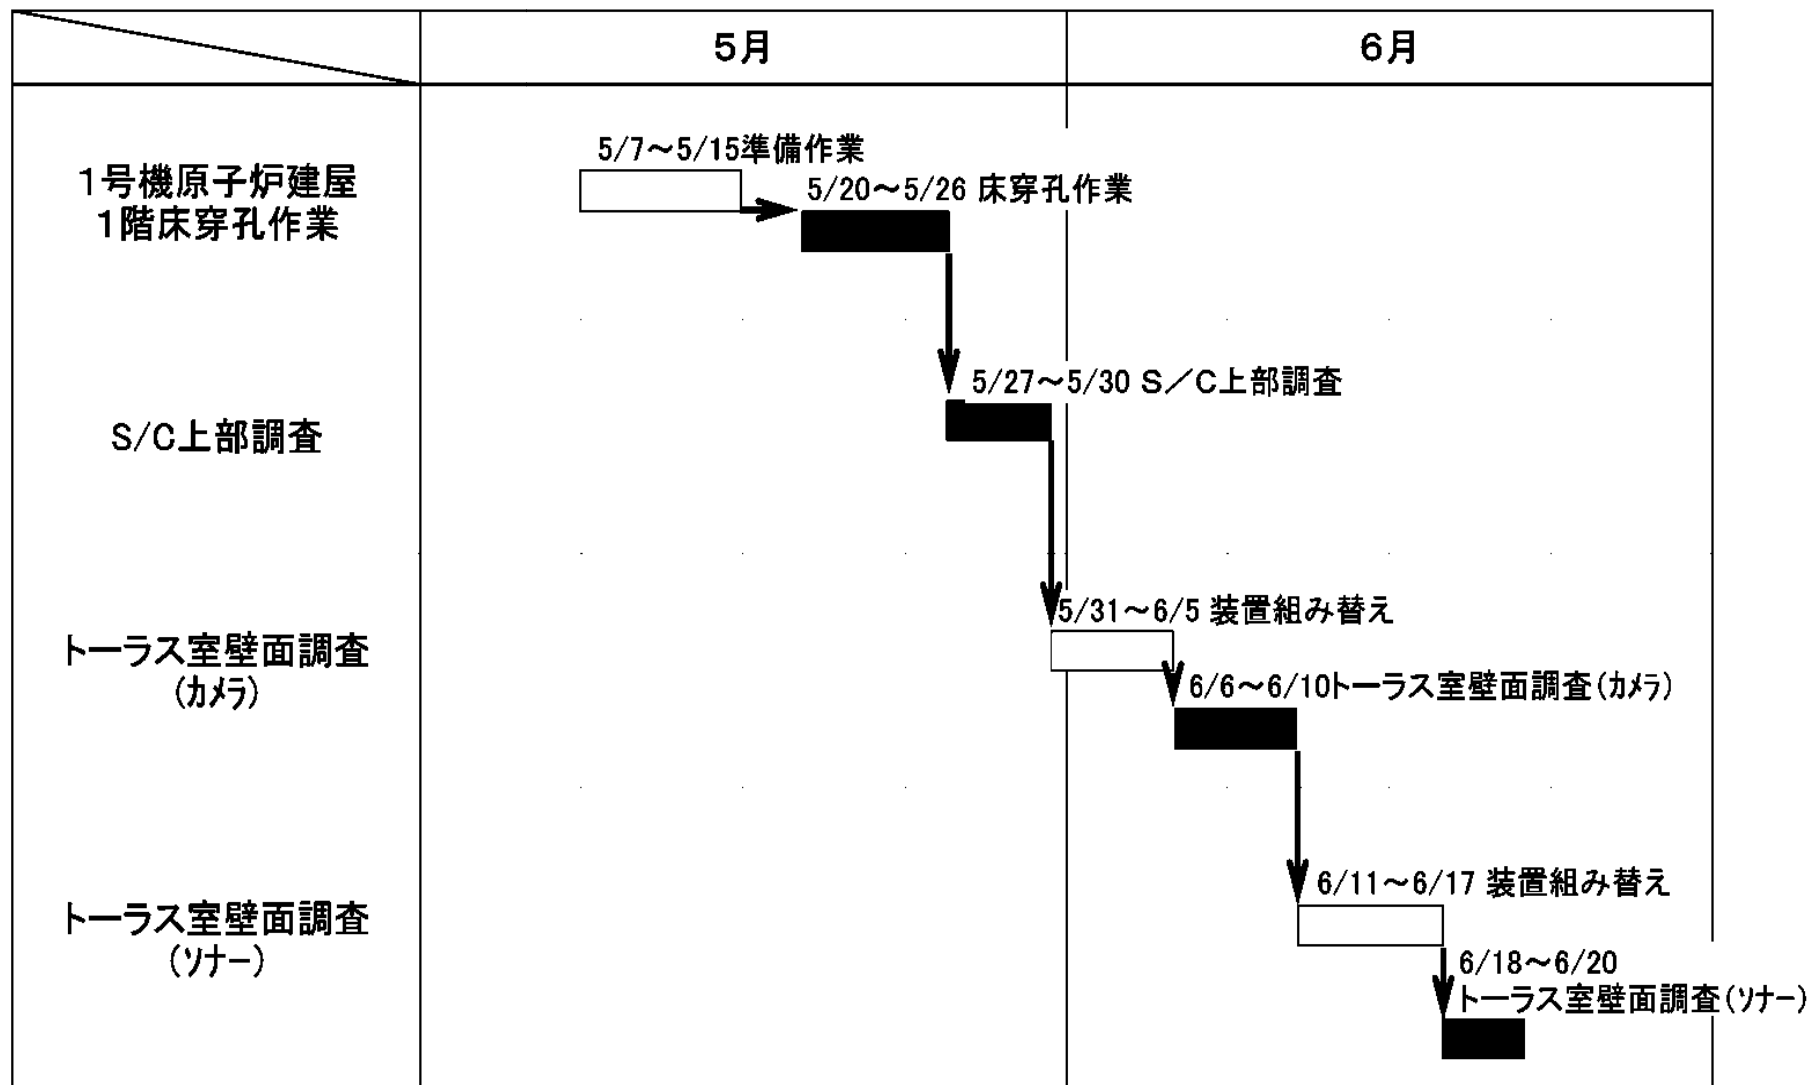 5月
6月
1号機原子炉建屋
1階床穿孔作業
5/7～5/15準備作業
5/20～5/26 床穿孔作業
S/C上部調査
5/27～5/30 S／C上部調査
トーラス室壁面調査
(ｶﾒﾗ)
5/31～6/5 装置組み替え
6/6～6/10トーラス室壁面調査(ｶﾒﾗ)
トーラス室壁面調査
(ｿﾅｰ)
6/11～6/17 装置組み替え
6/18～6/20
トーラス室壁面調査(ｿﾅｰ)